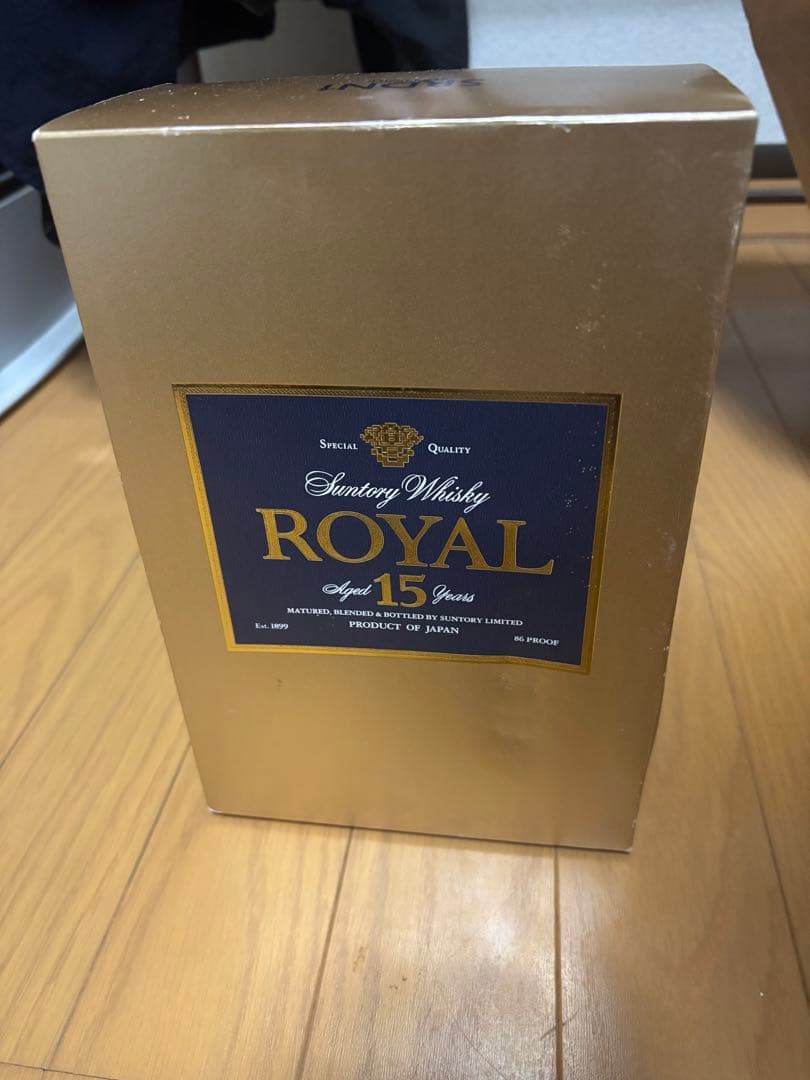 SPECIAL QUALITY
Suntory Whisky
ROYAL
Aged 15 Years
MATURED, BLENDED & BOTTLED BY SUNTORY LIMITED
Est. 1899 PRODUCT OF JAPAN 86 PROOF